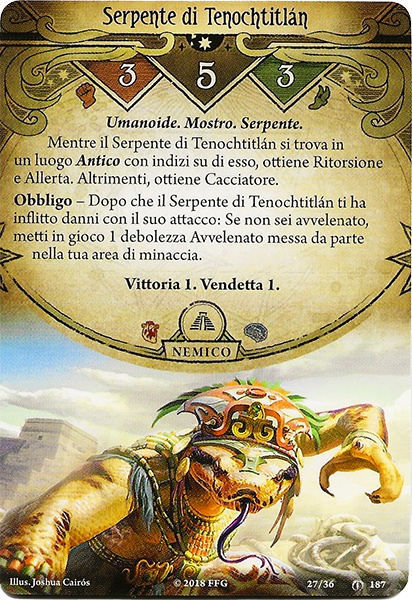 Serpente di Tenochtitlán
3 5 3
Umanoide. Mostro. Serpente.
Mentre il Serpente di Tenochtitlán si trova in
un luogo Antico con indizi su di esso, ottiene Ritorsione
e Allerta. Altrimenti, ottiene Cacciatore.
Obbligo – Dopo che il Serpente di Tenochtitlán ti ha
inflitto danni con il suo attacco: Se non sei avvelenato,
metti in gioco 1 debolezza Avvelenato messa da parte
nella tua area di minaccia.
Vittoria 1. Vendetta 1.
NEMICO
Illus. Joshua Cairós © 2018 FFG 27/36 187